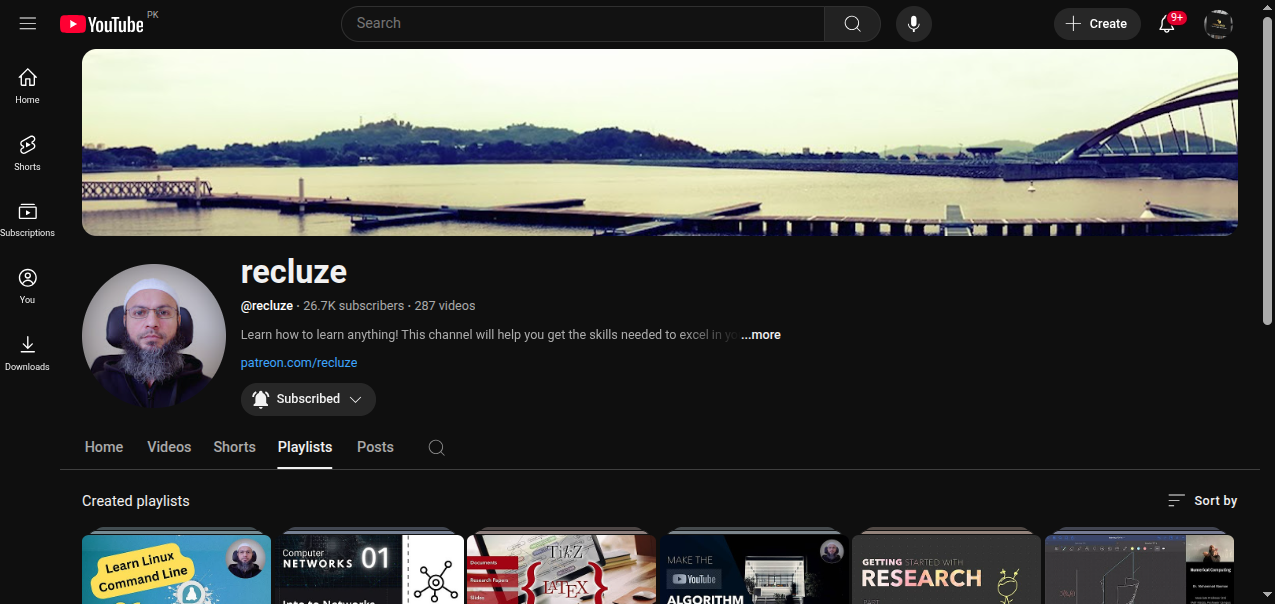 YouTube PK
Search
Create
9+
Home
Shorts
Subscriptions
You
Downloads
recluze
@recluze · 26.7K subscribers · 287 videos
Learn how to learn anything! This channel will help you get the skills needed to excel in yo ...more
patreon.com/recluze
Subscribed
Home Videos Shorts Playlists Posts
Created playlists
Sort by
Learn Linux
Command Line
Computer
NETWORKS
01
Intro to Networks
Documents
Research Papers
Slides
TikZ
LATEX
MAKE THE
YouTube
ALGORITHM
GETTING STARTED WITH
RESEARCH
PART
Numerical Computing